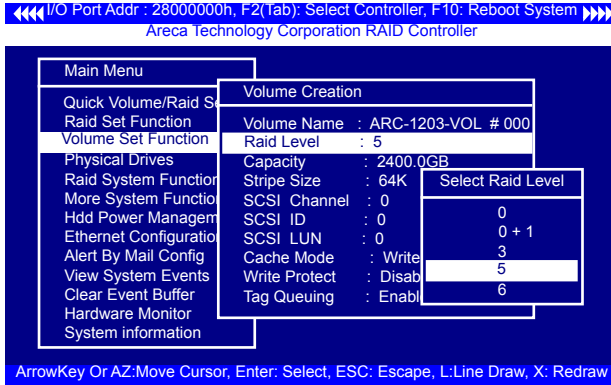 I/O Port Addr : 28000000h, F2(Tab): Select Controller, F10: Reboot System
Areca Technology Corporation RAID Controller
Main Menu
Quick Volume/Raid Se
Raid Set Function
Volume Set Function
Physical Drives
Raid System Function
More System Functio
Hdd Power Managem
Ethernet Configuratio
Alert By Mail Config
View System Events
Clear Event Buffer
Hardware Monitor
System information
Volume Creation
Volume Name : ARC-1203-VOL # 000
Raid Level : 5
Capacity : 2400.0GB
Stripe Size : 64K
SCSI Channel : 0
SCSI ID : 0
SCSI LUN : 0
Cache Mode : Write
Write Protect : Disab
Tag Queuing : Enabl
Select Raid Level
0
0 + 1
3
5
6
ArrowKey Or AZ:Move Cursor, Enter: Select, ESC: Escape, L:Line Draw, X: Redraw